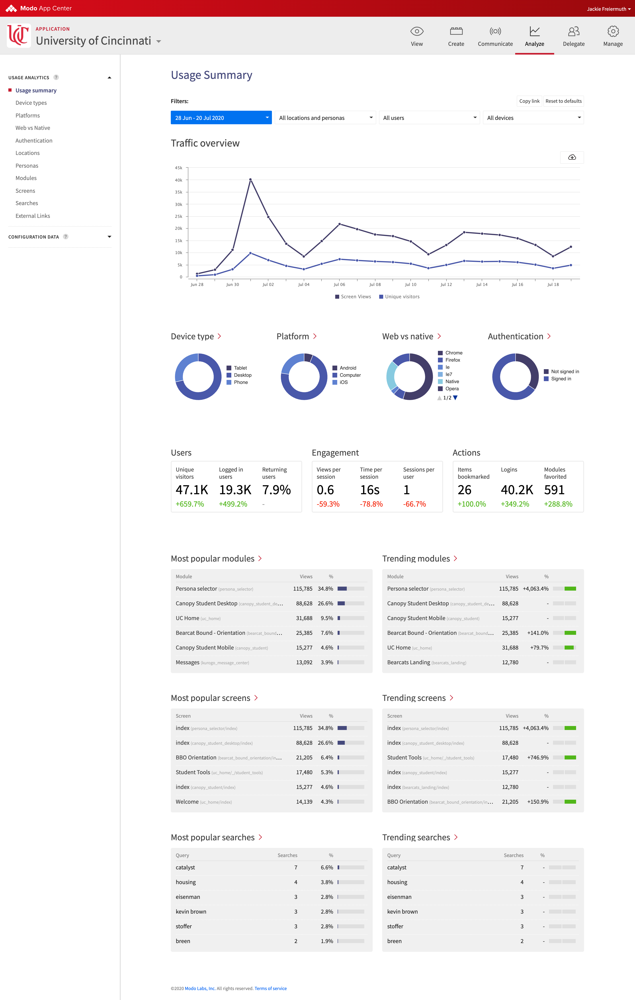 Modo App Center
Jackie Freiermuth
UC
APPLICATION
University of Cincinnati
View
Create
Communicate
Analyze
Delegate
Manage
USAGE ANALYTICS ?
Usage summary
Device types
Platforms
Web vs Native
Authentication
Locations
Personas
Modules
Screens
Searches
External Links
CONFIGURATION DATA ?
Usage Summary
Filters:
Copy link
Reset to defaults
28 Jun - 20 Jul 2020
All locations and personas
All users
All devices
Traffic overview
45k
40k
35k
30k
25k
20k
15k
10k
5k
0
Jun 28 Jun 30 Jul 02 Jul 04 Jul 06 Jul 08 Jul 10 Jul 12 Jul 14 Jul 16 Jul 18
Screen Views Unique visitors
Device type
Tablet
Desktop
Phone
Platform
Android
Computer
iOS
Web vs native
Chrome
Firefox
Ie
Ie7
Native
Opera
1/2
Authentication
Not signed in
Signed in
Users
Unique visitors
47.1K
+659.7%
Logged in users
19.3K
+499.2%
Returning users
7.9%
-
Engagement
Views per session
0.6
-59.3%
Time per session
16s
-78.8%
Sessions per user
1
-66.7%
Actions
Items bookmarked
26
+100.0%
Logins
40.2K
+349.2%
Modules favorited
591
+288.8%
Most popular modules
Module Views %
Persona selector (persona_selector) 115,785 34.8%
Canopy Student Desktop (canopy_student_de... 88,628 26.6%
UC Home (uc_home) 31,688 9.5%
Bearcat Bound - Orientation (bearcat_bound... 25,385 7.6%
Canopy Student Mobile (canopy_student) 15,277 4.6%
Messages (kurogo_message_center) 13,092 3.9%
Trending modules
Module Views %
Persona selector (persona_selector) 115,785 +4,063.4%
Canopy Student Desktop (canopy_student_de... 88,628 -
Canopy Student Mobile (canopy_student) 15,277 -
Bearcat Bound - Orientation (bearcat_bound... 25,385 +141.0%
UC Home (uc_home) 31,688 +79.7%
Bearcats Landing (bearcats_landing) 12,780 -
Most popular screens
Screen Views %
index (persona_selector/index) 115,785 34.8%
index (canopy_student_desktop/index) 88,628 26.6%
BBO Orientation (bearcat_bound_orientation/in... 21,205 6.4%
Student Tools (uc_home/_/student_tools) 17,480 5.3%
index (canopy_student/index) 15,277 4.6%
Welcome (uc_home/index) 14,139 4.3%
Trending screens
Screen Views %
index (persona_selector/index) 115,785 +4,063.4%
index (canopy_student_desktop/index) 88,628 -
Student Tools (uc_home/_/student_tools) 17,480 +746.9%
index (canopy_student/index) 15,277 -
index (bearcats_landing/index) 12,780 -
BBO Orientation (bearcat_bound_orientation/in... 21,205 +150.9%
Most popular searches
Query Searches %
catalyst 7 6.6%
housing 4 3.8%
eisenman 3 2.8%
kevin brown 3 2.8%
stoffer 3 2.8%
breen 2 1.9%
Trending searches
Query Searches %
catalyst 7 -
housing 4 -
eisenman 3 -
kevin brown 3 -
stoffer 3 -
breen 2 -
©2020 Modo Labs, Inc. All rights reserved. Terms of service